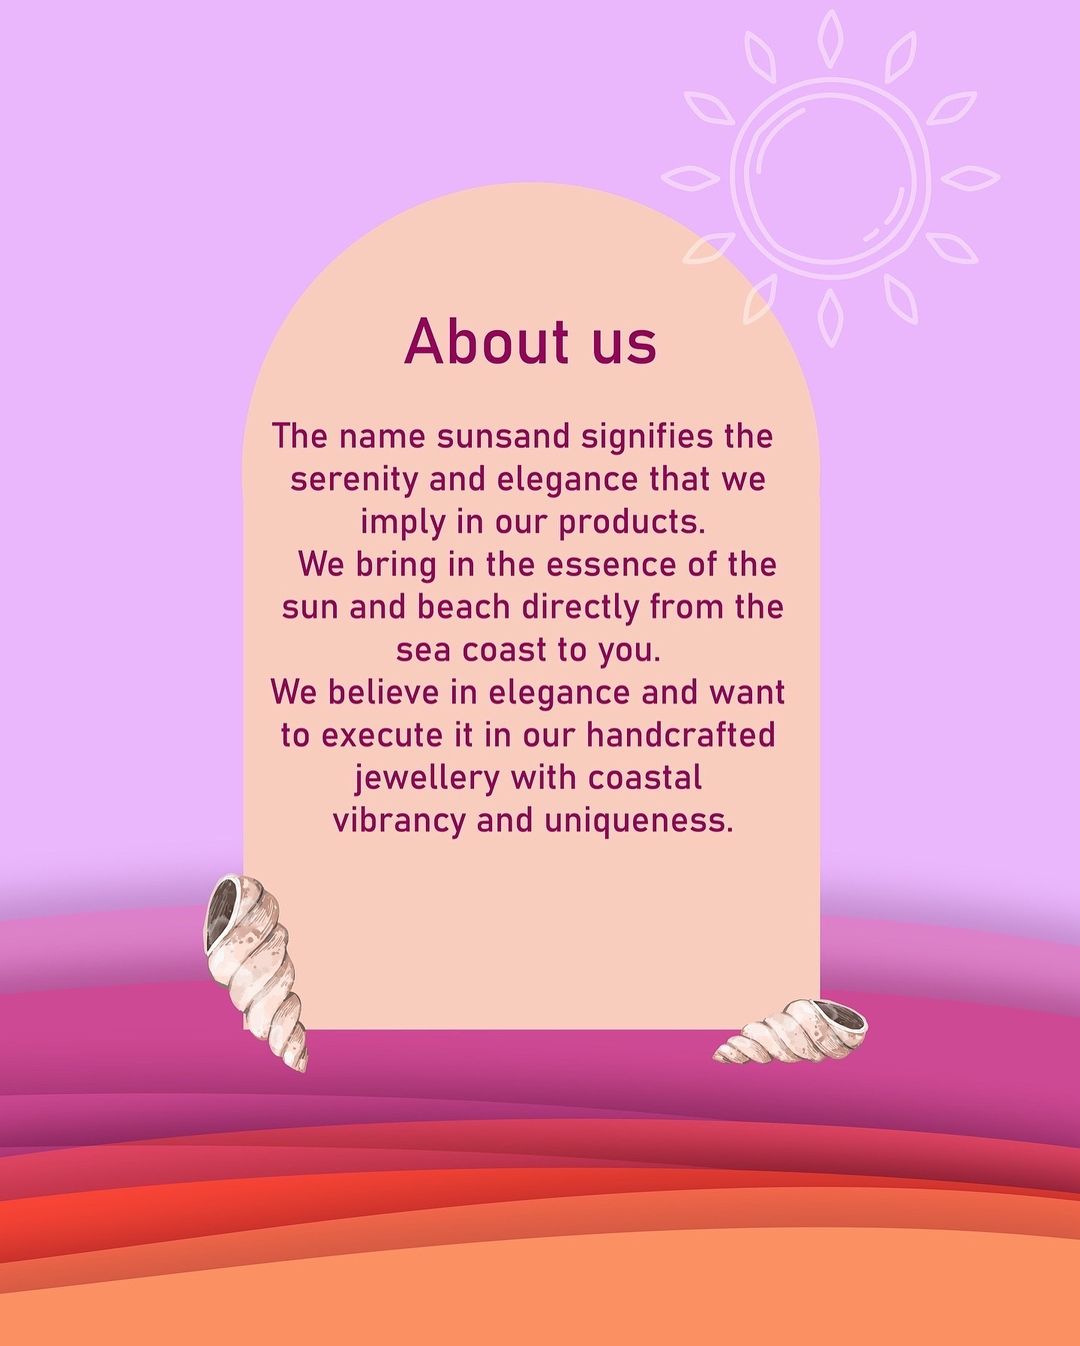 About us
The name sunsand signifies the
serenity and elegance that we
imply in our products.
We bring in the essence of the
sun and beach directly from the
sea coast to you.
We believe in elegance and want
to execute it in our handcrafted
jewellery with coastal
vibrancy and uniqueness.